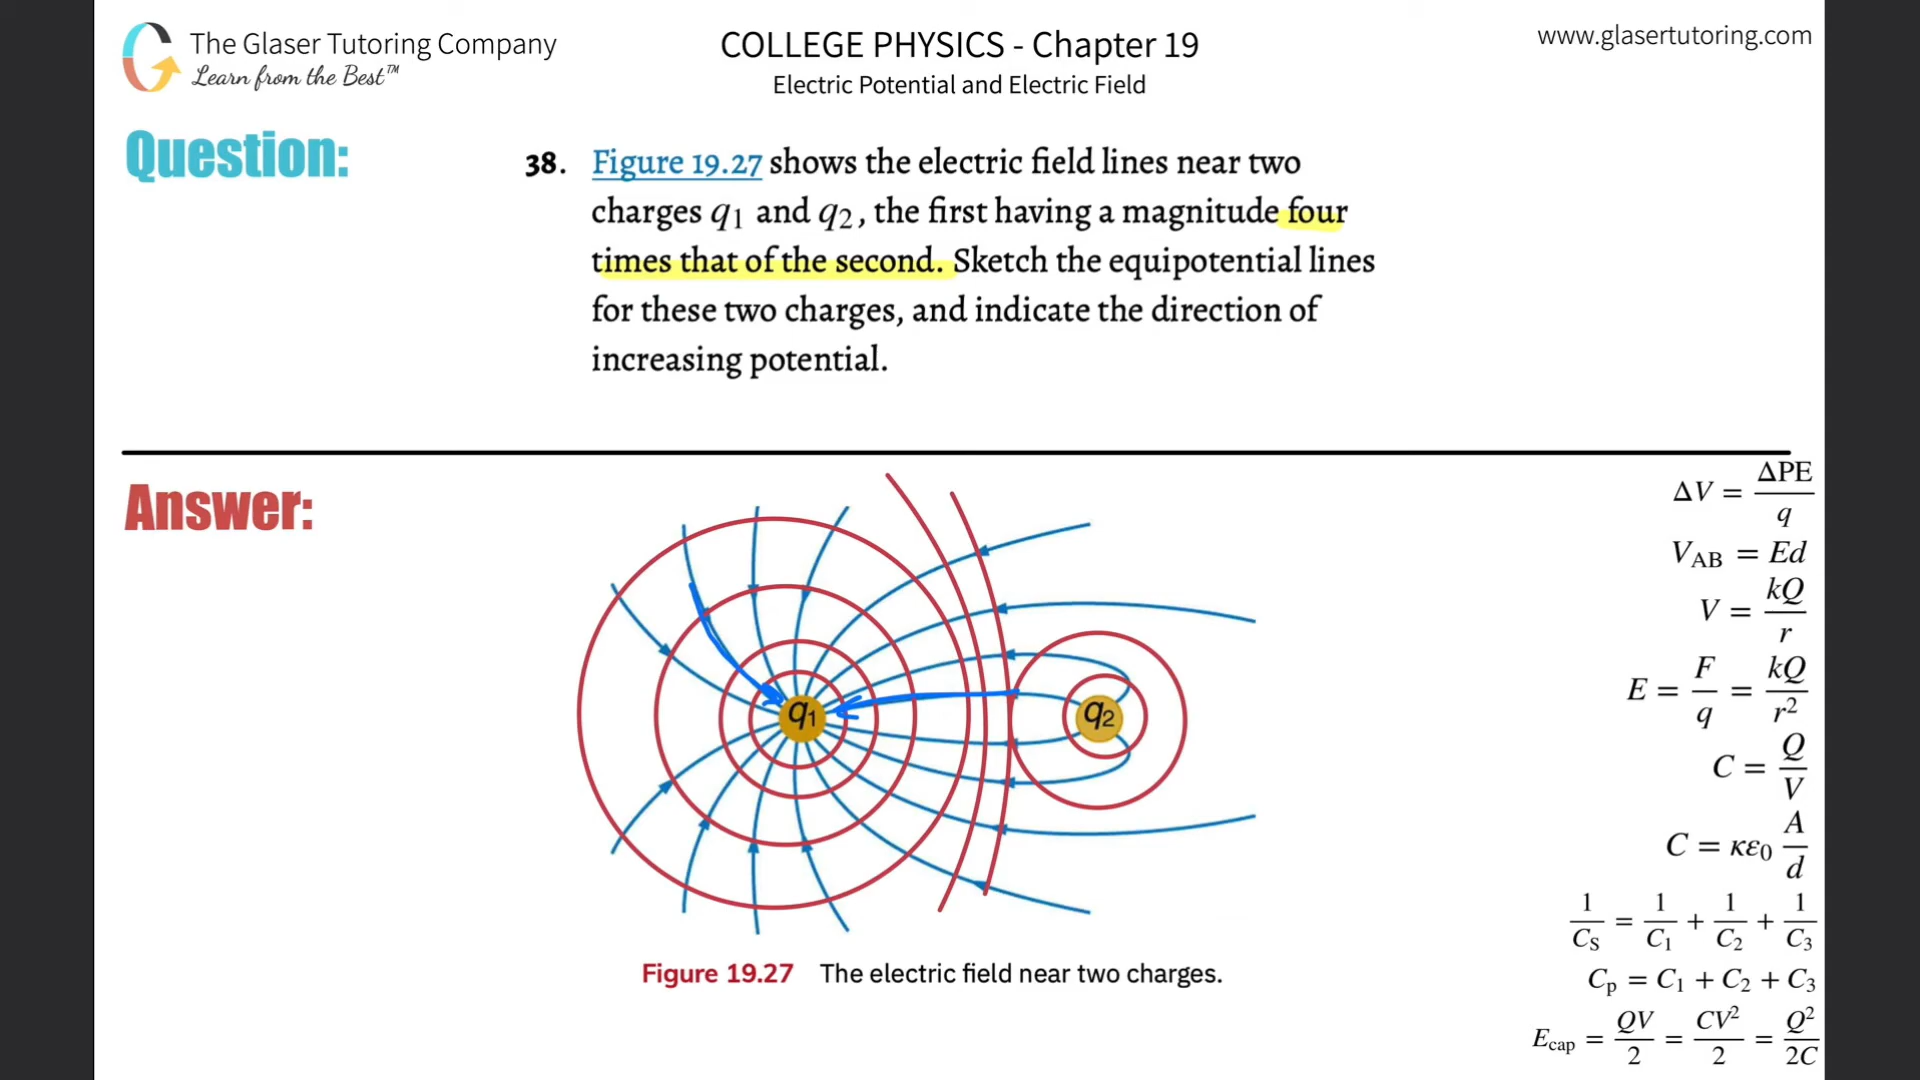 The Glaser Tutoring Company
Learn from the Best™
COLLEGE PHYSICS - Chapter 19
Electric Potential and Electric Field
www.glasertutoring.com
Question:
38. Figure 19.27 shows the electric field lines near two
charges q₁ and q₂, the first having a magnitude four
times that of the second. Sketch the equipotential lines
for these two charges, and indicate the direction of
increasing potential.
Answer:
q₁
q₂
Figure 19.27 The electric field near two charges.
ΔV = ΔPE/q
V_AB = Ed
V = kQ/r
E = F/q = kQ/r²
C = Q/V
C = κε₀ A/d
1/C_S = 1/C₁ + 1/C₂ + 1/C₃
C_p = C₁ + C₂ + C₃
E_cap = QV/2 = CV²/2 = Q²/2C